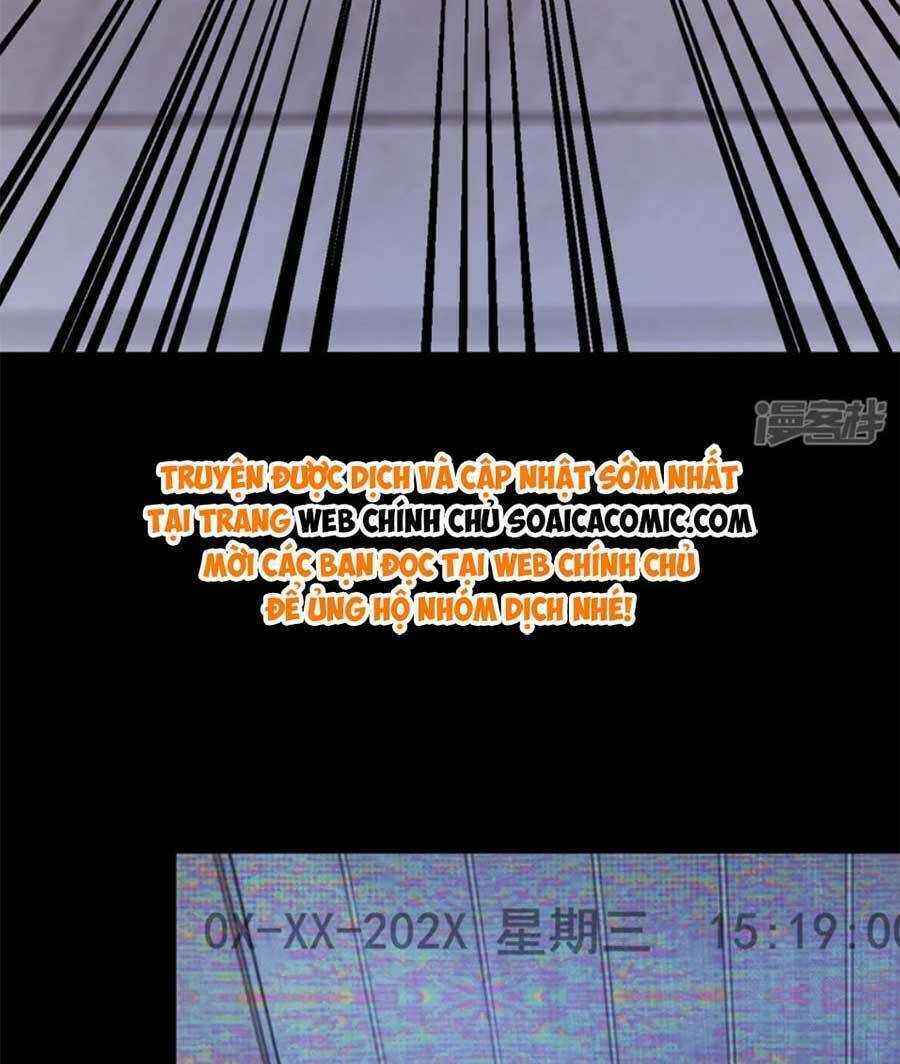 漫客栈
TRUYỆN ĐƯỢC DỊCH VÀ CẬP NHẬT SỚM NHẤT
TẠI TRANG WEB CHÍNH CHỦ SOAICACOMIC.COM
MỜI CÁC BẠN ĐỌC TẠI WEB CHÍNH CHỦ
ĐỂ ỦNG HỘ NHÓM DỊCH NHÉ!
0X-XX-202X 星期三 15:19:00